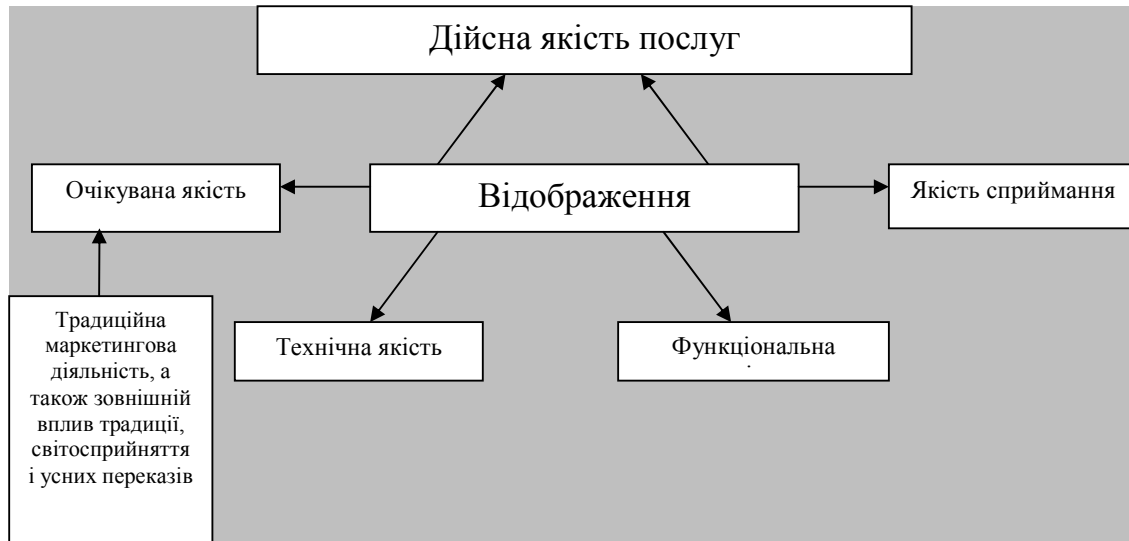 Дійсна якість послуг
Очікувана якість
Відображення
Якість сприймання
Традиційна
маркетингова
діяльність, а
також зовнішній
вплив традиції,
світосприйняття
і усних переказів
Технічна якість
Функціональна